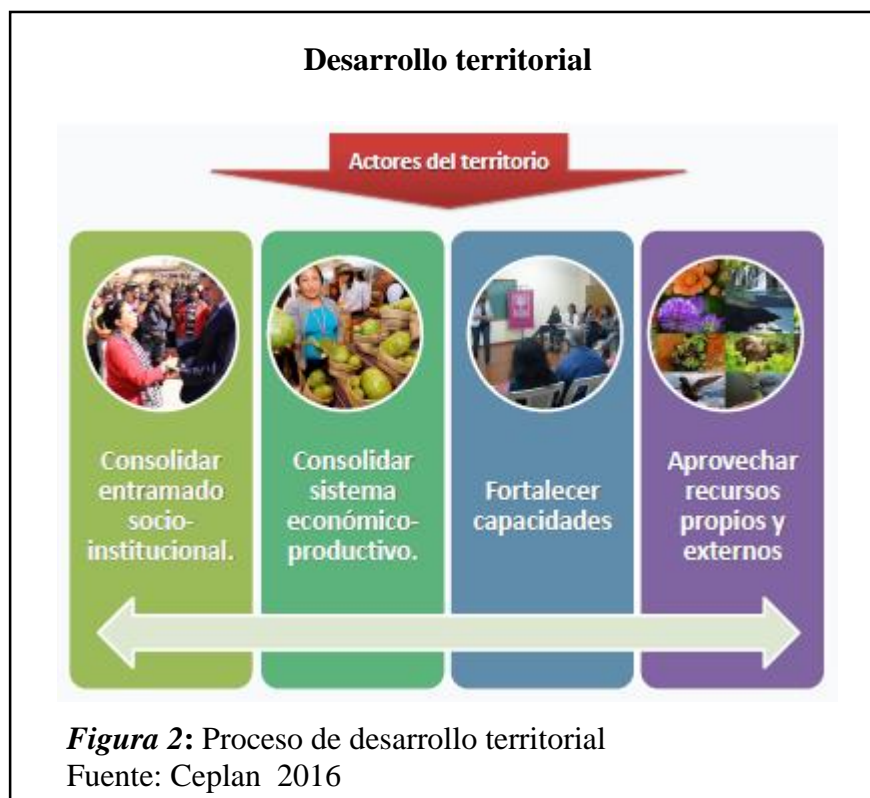 Desarrollo territorial
Actores del territorio
Consolidar
entramado
socio-
institucional.
Consolidar
sistema
económico-
productivo.
Fortalecer
capacidades
Aprovechar
recursos
propios y
externos
Figura 2: Proceso de desarrollo territorial
Fuente: Ceplan 2016